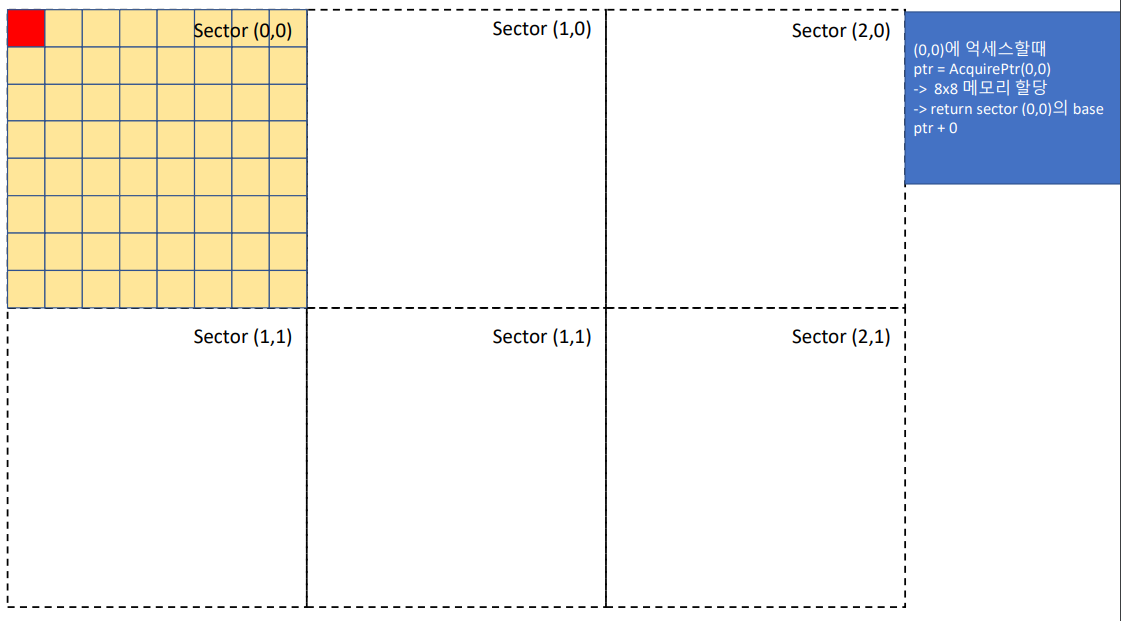 Sector (0,0)
Sector (1,0)
Sector (2,0)
(0,0)에 억세스할때
ptr = AcquirePtr(0,0)
-> 8x8 메모리 할당
-> return sector (0,0)의 base
ptr + 0
Sector (1,1)
Sector (1,1)
Sector (2,1)